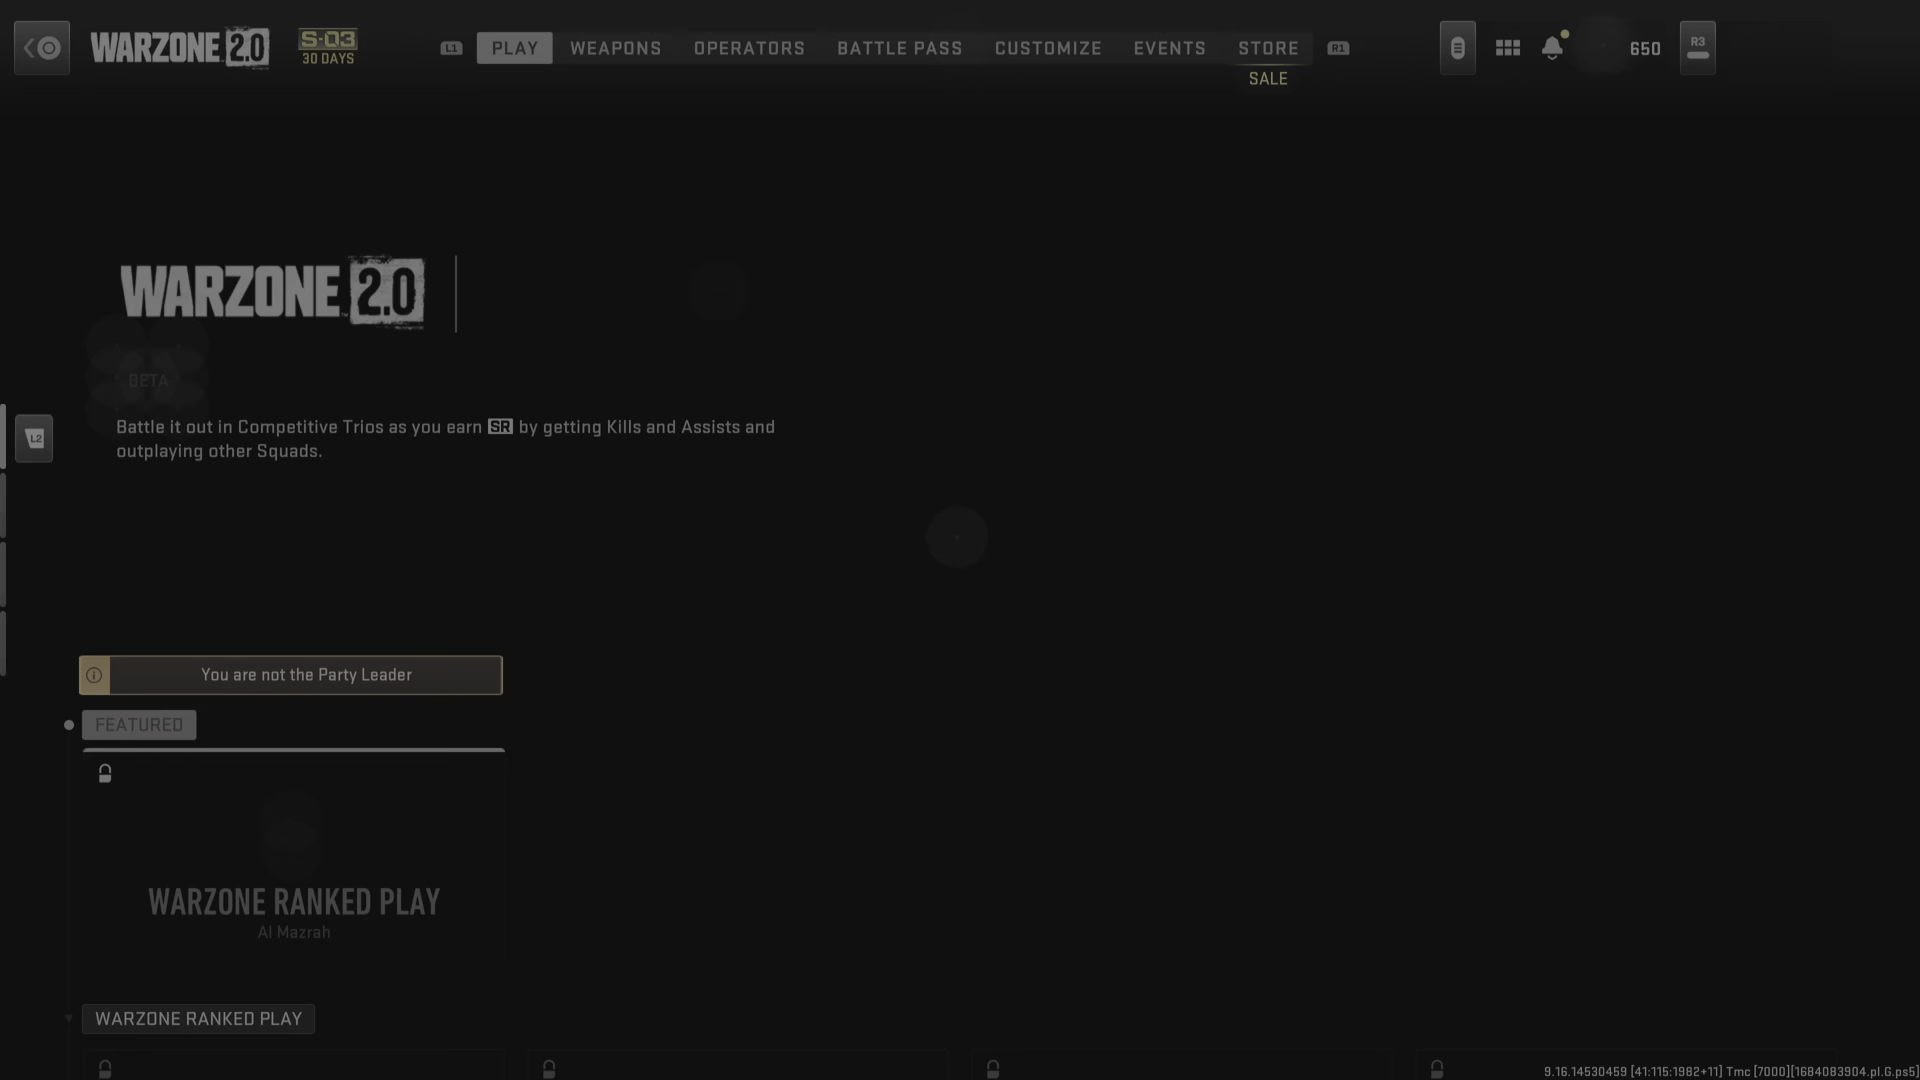 WARZONE 2.0
S-03
30 DAYS
L1
PLAY
WEAPONS
OPERATORS
BATTLE PASS
CUSTOMIZE
EVENTS
STORE
R1
650
R3
SALE
WARZONE 2.0
BETA
Battle it out in Competitive Trios as you earn SR by getting Kills and Assists and
outplaying other Squads.
L2
You are not the Party Leader
FEATURED
WARZONE RANKED PLAY
Al Mazrah
WARZONE RANKED PLAY
9.16.14530459 [41:115:1982+11] Tmc [7000][1684083904.pl.G.ps5]